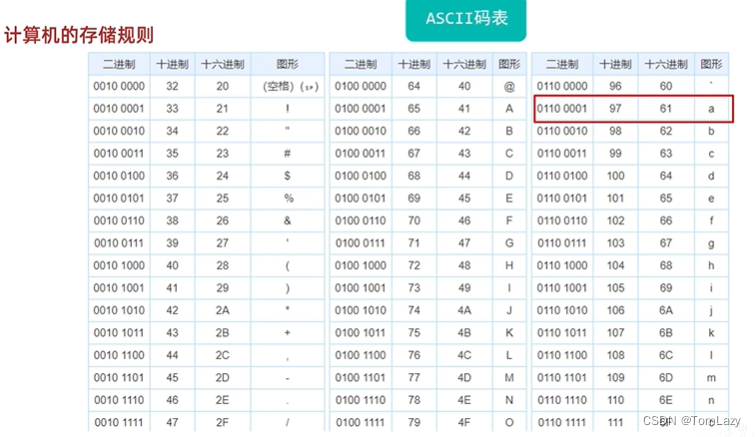 ASCII码表
计算机的存储规则
二进制 十进制 十六进制 图形 二进制 十进制 十六进制 图形 二进制 十进制 十六进制 图形
0010 0000 32 20 (空格) (␠) 0100 0000 64 40 @ 0110 0000 96 60 `
0010 0001 33 21 ! 0100 0001 65 41 A 0110 0001 97 61 a
0010 0010 34 22 " 0100 0010 66 42 B 0110 0010 98 62 b
0010 0011 35 23 # 0100 0011 67 43 C 0110 0011 99 63 c
0010 0100 36 24 $ 0100 0100 68 44 D 0110 0100 100 64 d
0010 0101 37 25 % 0100 0101 69 45 E 0110 0101 101 65 e
0010 0110 38 26 & 0100 0110 70 46 F 0110 0110 102 66 f
0010 0111 39 27 ' 0100 0111 71 47 G 0110 0111 103 67 g
0010 1000 40 28 ( 0100 1000 72 48 H 0110 1000 104 68 h
0010 1001 41 29 ) 0100 1001 73 49 I 0110 1001 105 69 i
0010 1010 42 2A * 0100 1010 74 4A J 0110 1010 106 6A j
0010 1011 43 2B + 0100 1011 75 4B K 0110 1011 107 6B k
0010 1100 44 2C , 0100 1100 76 4C L 0110 1100 108 6C l
0010 1101 45 2D - 0100 1101 77 4D M 0110 1101 109 6D m
0010 1110 46 2E . 0100 1110 78 4E N 0110 1110 110 6E n
0010 1111 47 2F / 0100 1111 79 4F O 0110 1111 111 6F o
CSDN @TomLazy